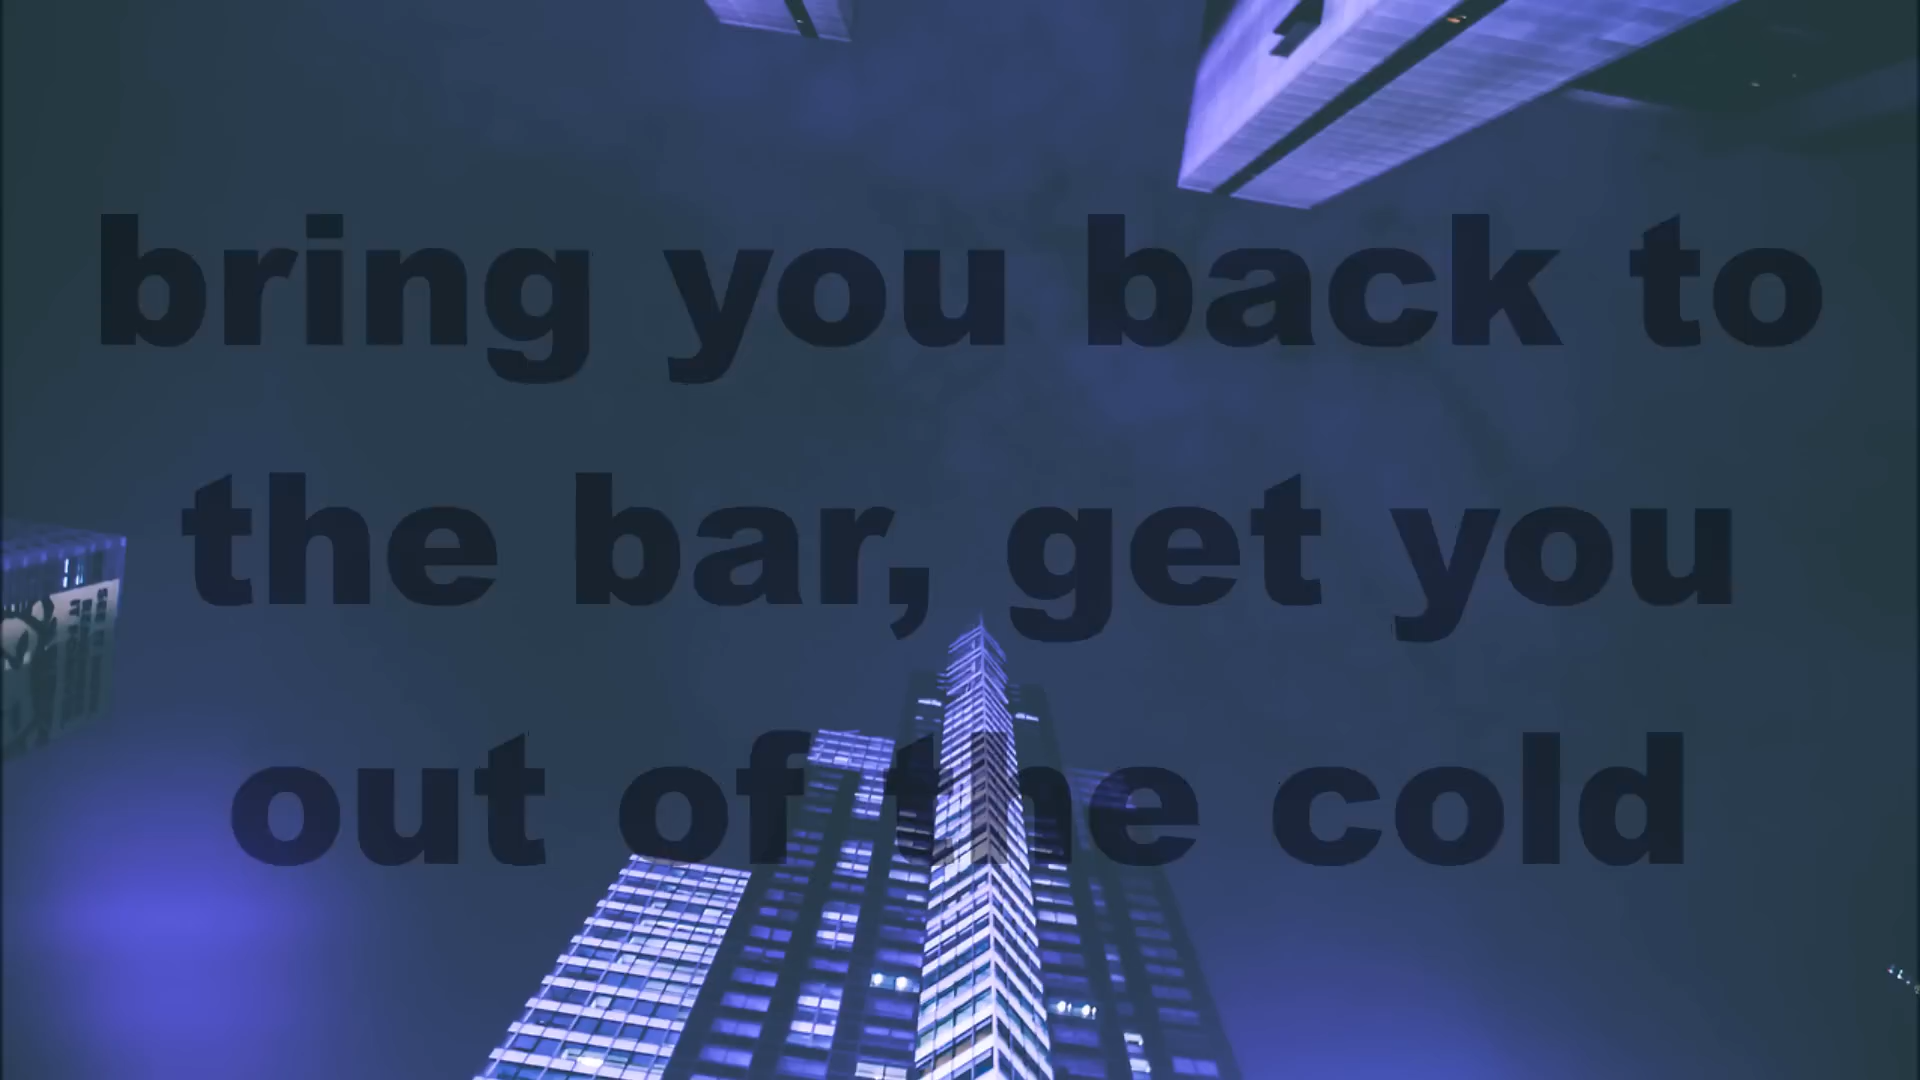 bring you back to
the bar, get you
out of the cold